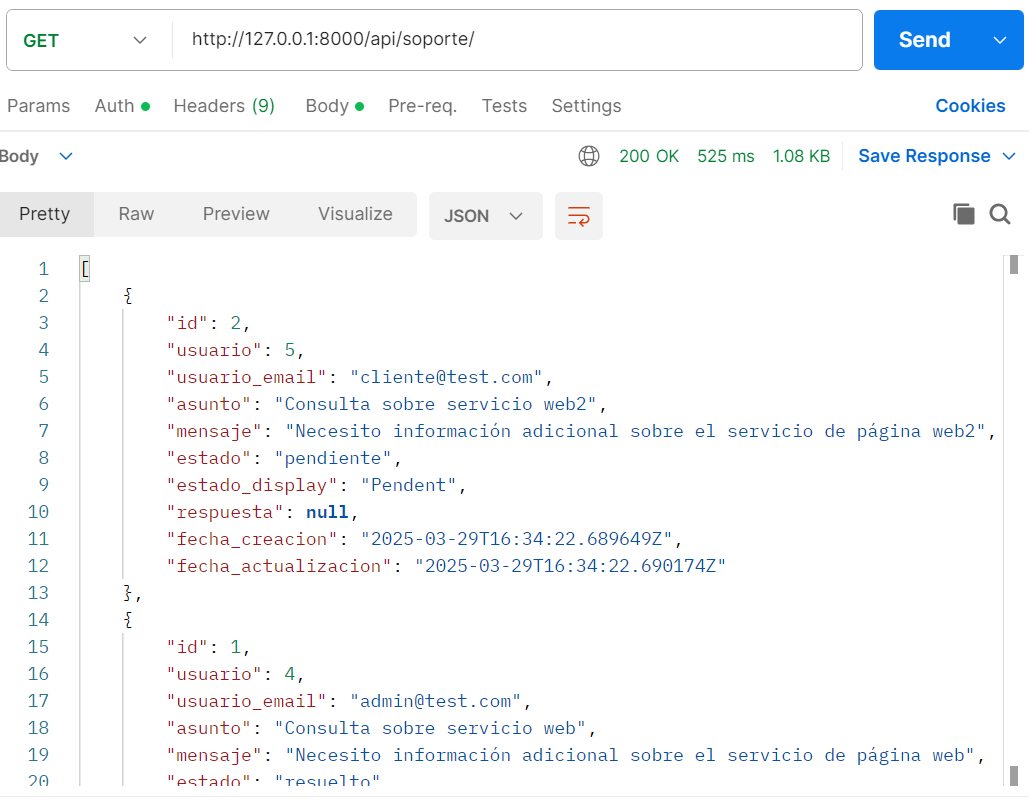 GET http://127.0.0.1:8000/api/soporte/ Send
Params Auth Headers (9) Body Pre-req. Tests Settings Cookies
Body 200 OK 525 ms 1.08 KB Save Response
Pretty Raw Preview Visualize JSON
1 [
2 {
3 "id": 2,
4 "usuario": 5,
5 "usuario_email": "cliente@test.com",
6 "asunto": "Consulta sobre servicio web2",
7 "mensaje": "Necesito información adicional sobre el servicio de página web2",
8 "estado": "pendiente",
9 "estado_display": "Pendent",
10 "respuesta": null,
11 "fecha_creacion": "2025-03-29T16:34:22.689649Z",
12 "fecha_actualizacion": "2025-03-29T16:34:22.690174Z"
13 },
14 {
15 "id": 1,
16 "usuario": 4,
17 "usuario_email": "admin@test.com",
18 "asunto": "Consulta sobre servicio web",
19 "mensaje": "Necesito información adicional sobre el servicio de página web",
20 "estado": "resuelto"